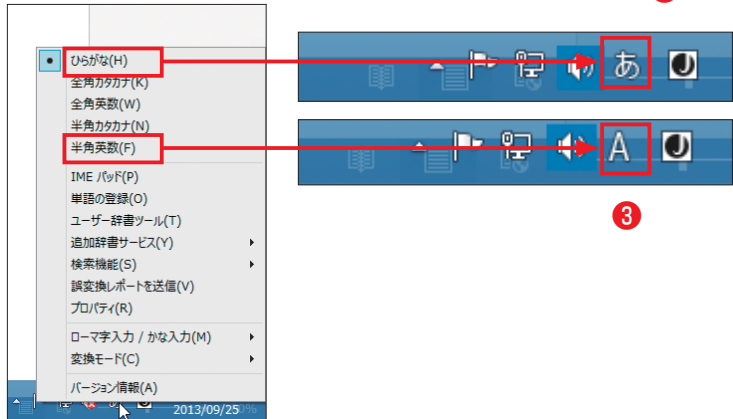 ひらがな(H)
全角カタカナ(K)
全角英数(W)
半角カタカナ(N)
半角英数(F)
IME パッド(P)
単語の登録(O)
ユーザー辞書ツール(T)
追加辞書サービス(Y)
検索機能(S)
誤変換レポートを送信(V)
プロパティ(R)
ローマ字入力 / かな入力(M)
変換モード(C)
バージョン情報(A)
2013/09/25
あ
A
3